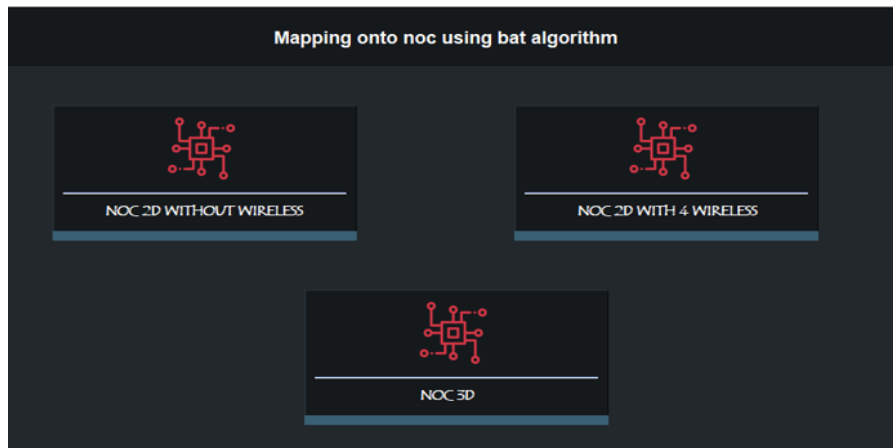 Mapping onto noc using bat algorithm
NOC 2D WITHOUT WIRELESS
NOC 2D WITH 4 WIRELESS
NOC 3D